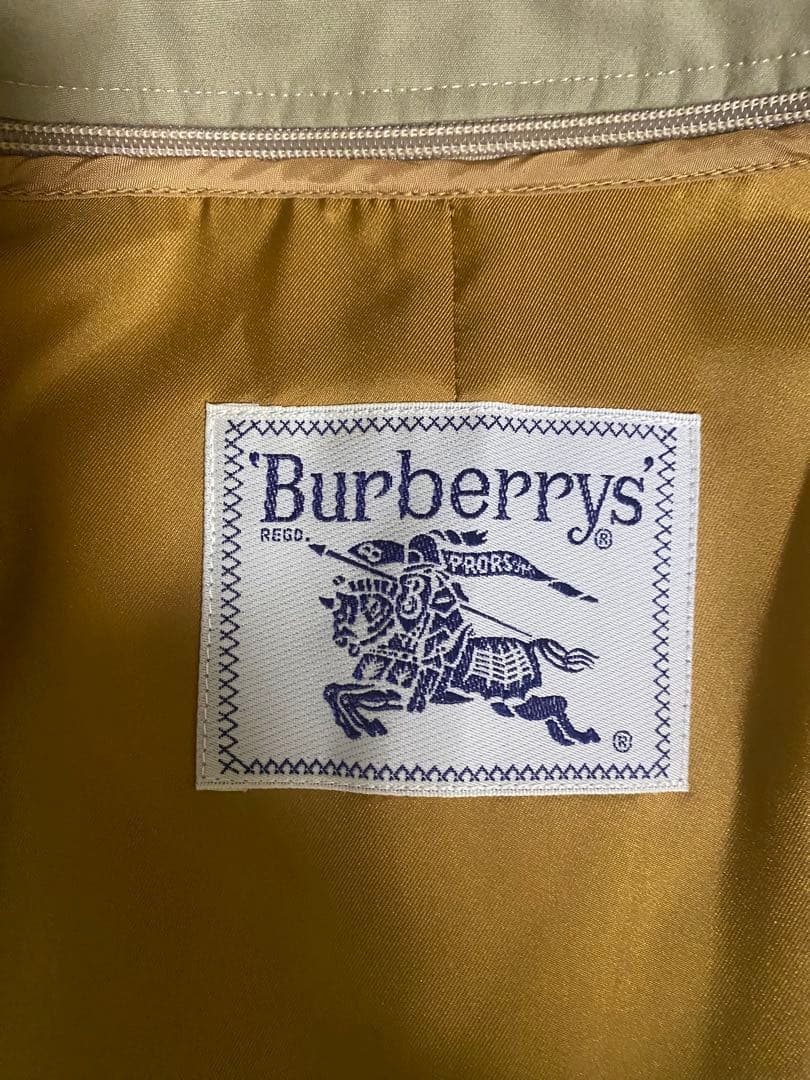 'Burberrys'
REGD. ®
B PRORSUM
B
®